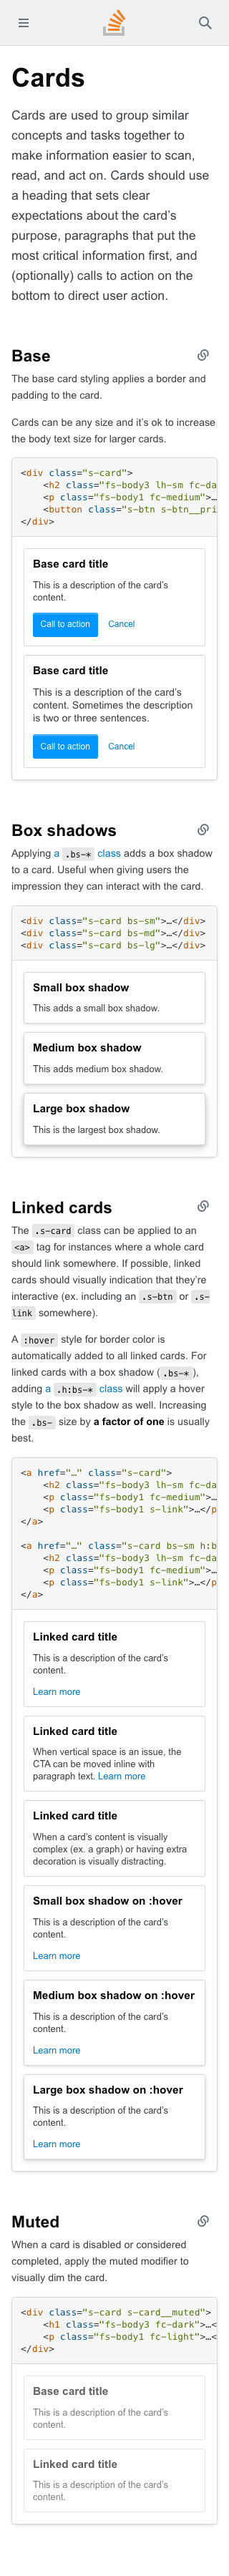 Cards
Cards are used to group similar
concepts and tasks together to
make information easier to scan,
read, and act on. Cards should use
a heading that sets clear
expectations about the card's
purpose, paragraphs that put the
most critical information first, and
(optionally) calls to action on the
bottom to direct user action.
Base
The base card styling applies a border and
padding to the card.
Cards can be any size and it's ok to increase
the body text size for larger cards.
<div class="s-card">
<h2 class="fs-body3 lh-sm fc-da
<p class="fs-body1 fc-medium">…
<button class="s-btn s-btn__pri
</div>
Base card title
This is a description of the card's
content.
Call to action Cancel
Base card title
This is a description of the card's
content. Sometimes the description
is two or three sentences.
Call to action Cancel
Box shadows
Applying a .bs-* class adds a box shadow
to a card. Useful when giving users the
impression they can interact with the card.
<div class="s-card bs-sm">…</div>
<div class="s-card bs-md">…</div>
<div class="s-card bs-lg">…</div>
Small box shadow
This adds a small box shadow.
Medium box shadow
This adds medium box shadow.
Large box shadow
This is the largest box shadow.
Linked cards
The .s-card class can be applied to an
<a> tag for instances where a whole card
should link somewhere. If possible, linked
cards should visually indication that they're
interactive (ex. including an .s-btn or .s-
link somewhere).
A :hover style for border color is
automatically added to all linked cards. For
linked cards with a box shadow (.bs-*),
adding a .h:bs-* class will apply a hover
style to the box shadow as well. Increasing
the .bs- size by a factor of one is usually
best.
<a href="…" class="s-card">
<h2 class="fs-body3 lh-sm fc-da
<p class="fs-body1 fc-medium">…
<p class="fs-body1 s-link">…</p
</a>
<a href="…" class="s-card bs-sm h:b
<h2 class="fs-body3 lh-sm fc-da
<p class="fs-body1 fc-medium">…
<p class="fs-body1 s-link">…</p
</a>
Linked card title
This is a description of the card's
content.
Learn more
Linked card title
When vertical space is an issue, the
CTA can be moved inline with
paragraph text. Learn more
Linked card title
When a card's content is visually
complex (ex. a graph) or having extra
decoration is visually distracting.
Small box shadow on :hover
This is a description of the card's
content.
Learn more
Medium box shadow on :hover
This is a description of the card's
content.
Learn more
Large box shadow on :hover
This is a description of the card's
content.
Learn more
Muted
When a card is disabled or considered
completed, apply the muted modifier to
visually dim the card.
<div class="s-card s-card__muted">
<h1 class="fs-body3 fc-dark">…<
<p class="fs-body1 fc-light">…<
</div>
Base card title
This is a description of the card's
content.
Linked card title
This is a description of the card's
content.